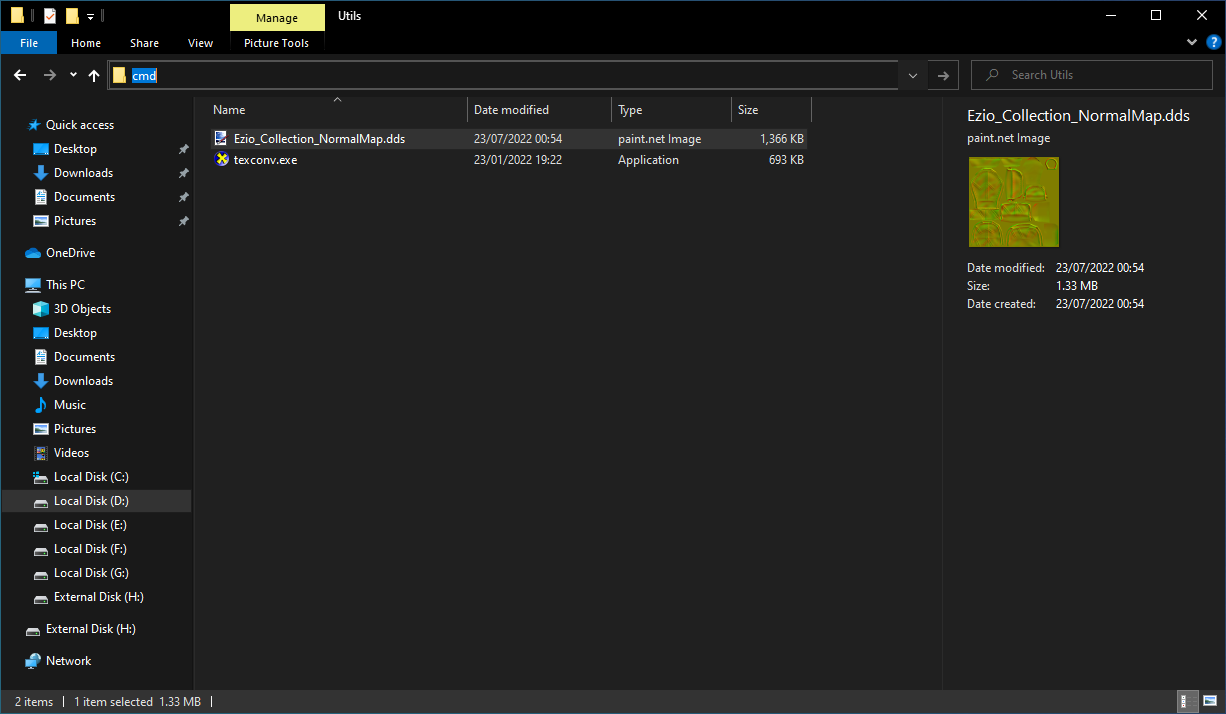 Manage
Utils
File
Home
Share
View
Picture Tools
cmd
Search Utils
Quick access
Desktop
Downloads
Documents
Pictures
OneDrive
This PC
3D Objects
Desktop
Documents
Downloads
Music
Pictures
Videos
Local Disk (C:)
Local Disk (D:)
Local Disk (E:)
Local Disk (F:)
Local Disk (G:)
External Disk (H:)
External Disk (H:)
Network
Name Date modified Type Size
Ezio_Collection_NormalMap.dds 23/07/2022 00:54 paint.net Image 1,366 KB
texconv.exe 23/01/2022 19:22 Application 693 KB
Ezio_Collection_NormalMap.dds
paint.net Image
Date modified: 23/07/2022 00:54
Size: 1.33 MB
Date created: 23/07/2022 00:54
2 items 1 item selected 1.33 MB